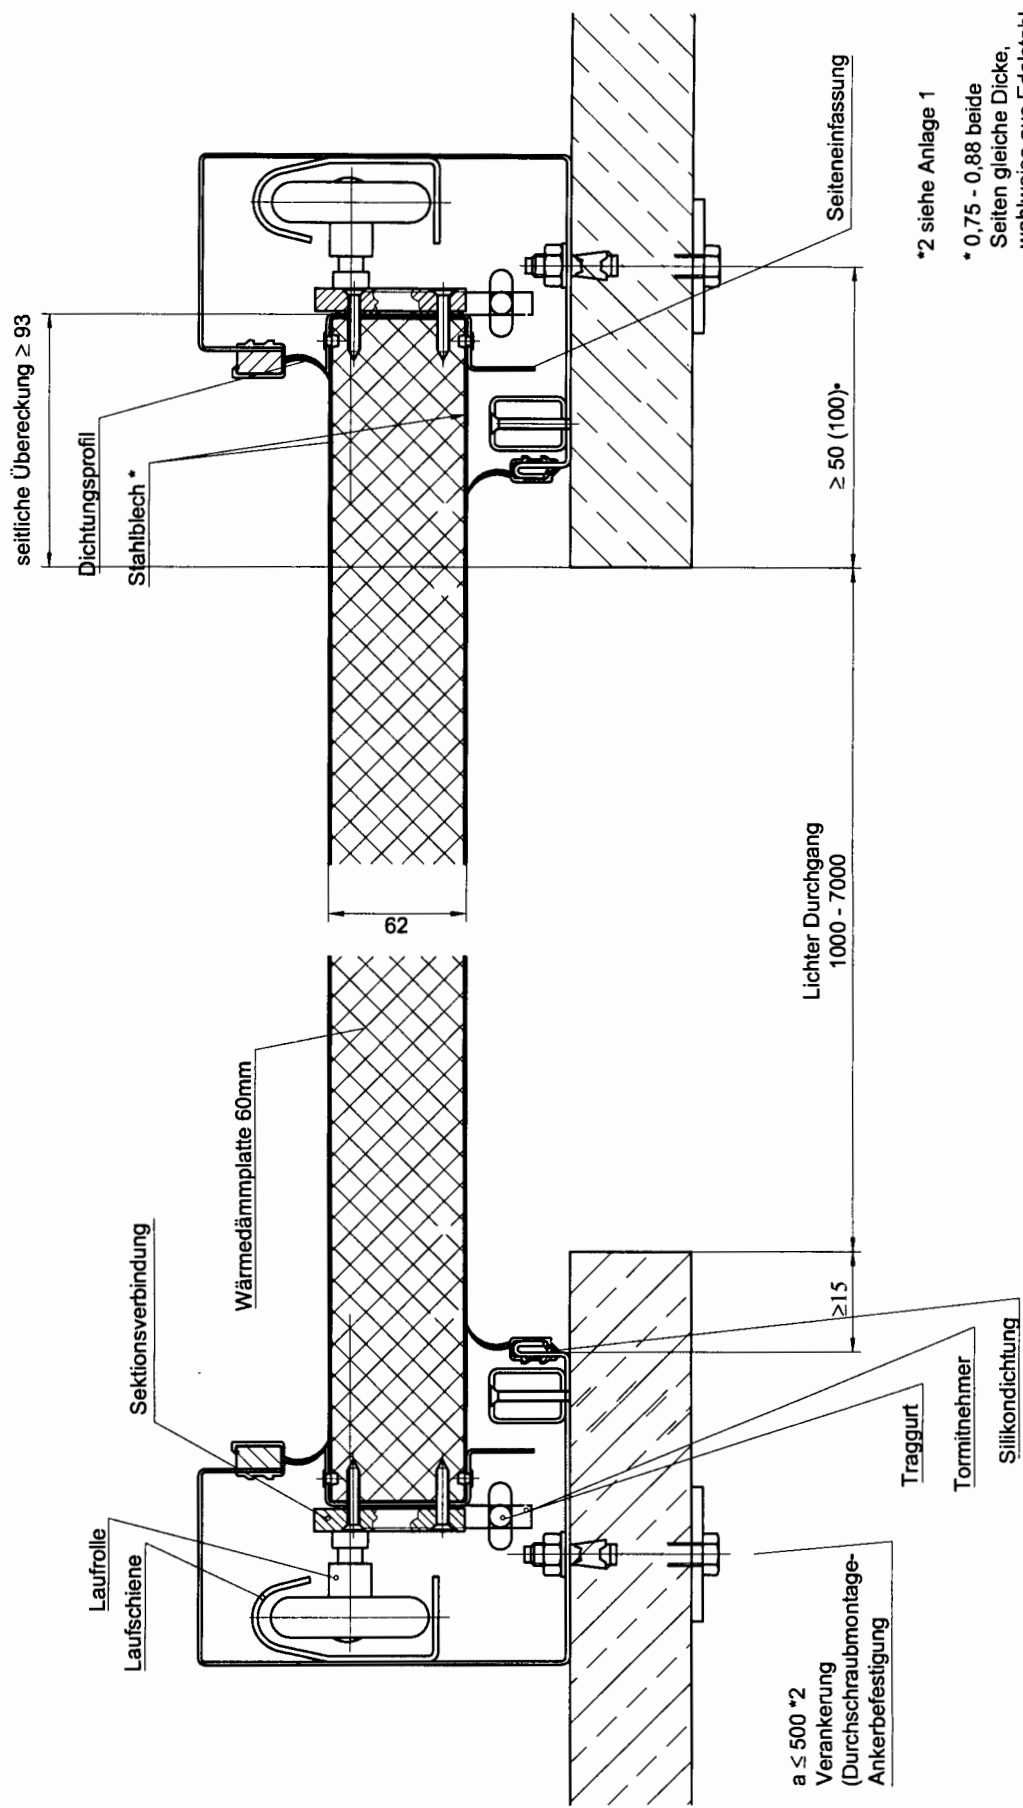 seitliche Übereckung ≥ 93
Dichtungsprofil
Stahlblech *
Seiteneinfassung
*2 siehe Anlage 1
* 0,75 - 0,88 beide
Seiten gleiche Dicke,
≥ 50 (100)*
62
Lichter Durchgang
1000 - 7000
Wärmedämmplatte 60mm
Sektionsverbindung
≥15
Laufrolle
Laufschiene
Traggurt
Tormitnehmer
Silikondichtung
a ≤ 500 *2
Verankerung
(Durchschraubmontage-
Ankerbefestigung